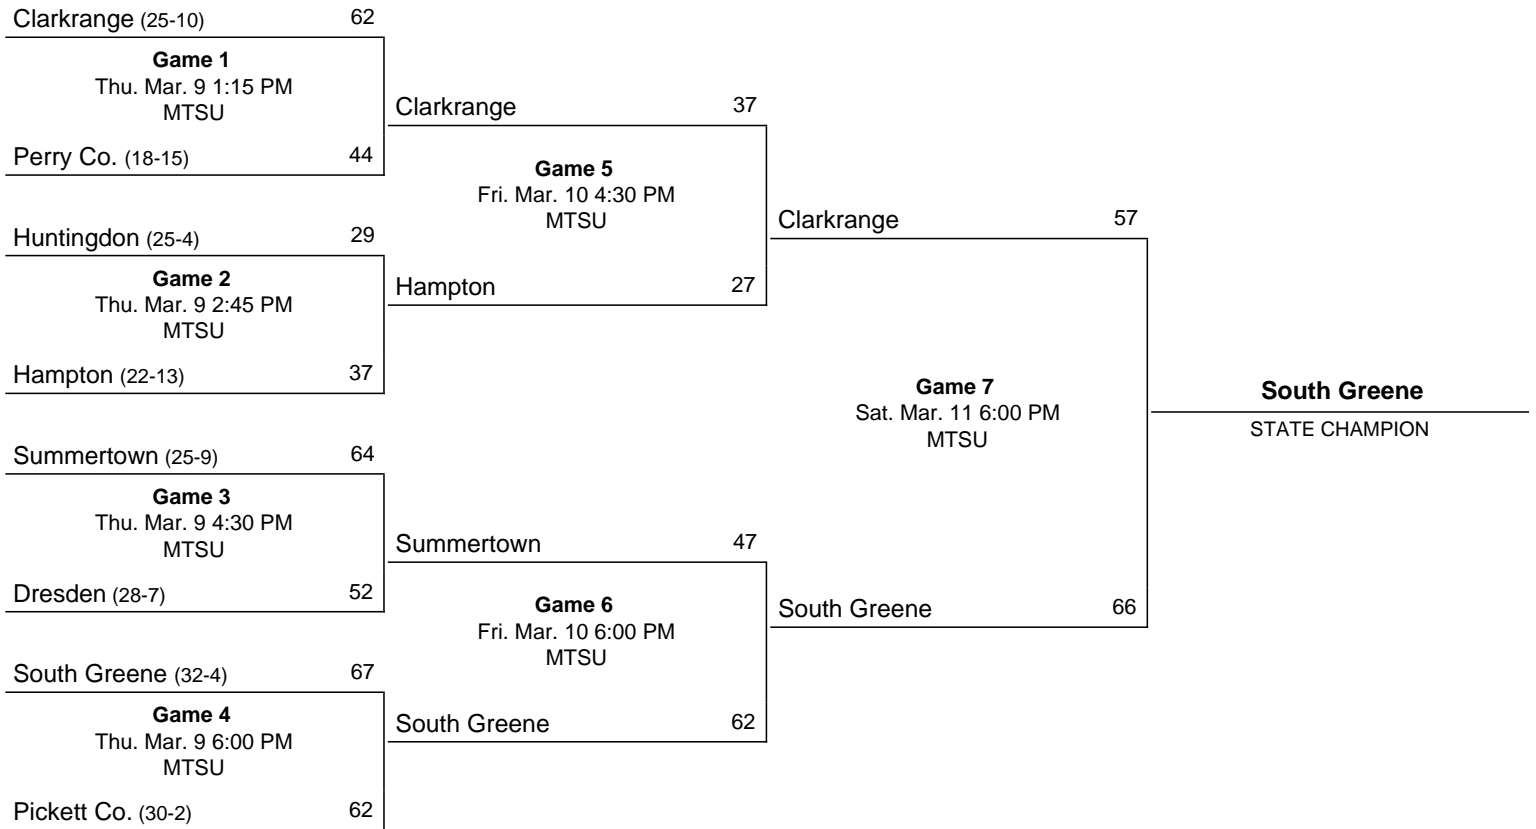 Clarkrange (25-10) 62
Game 1
Thu. Mar. 9 1:15 PM
MTSU
Perry Co. (18-15) 44
Huntingdon (25-4) 29
Game 2
Thu. Mar. 9 2:45 PM
MTSU
Hampton (22-13) 37
Summertown (25-9) 64
Game 3
Thu. Mar. 9 4:30 PM
MTSU
Dresden (28-7) 52
South Greene (32-4) 67
Game 4
Thu. Mar. 9 6:00 PM
MTSU
Pickett Co. (30-2) 62
Clarkrange 37
Game 5
Fri. Mar. 10 4:30 PM
MTSU
Hampton 27
Summertown 47
Game 6
Fri. Mar. 10 6:00 PM
MTSU
South Greene 62
Clarkrange 57
Game 7
Sat. Mar. 11 6:00 PM
MTSU
South Greene 66
South Greene
STATE CHAMPION